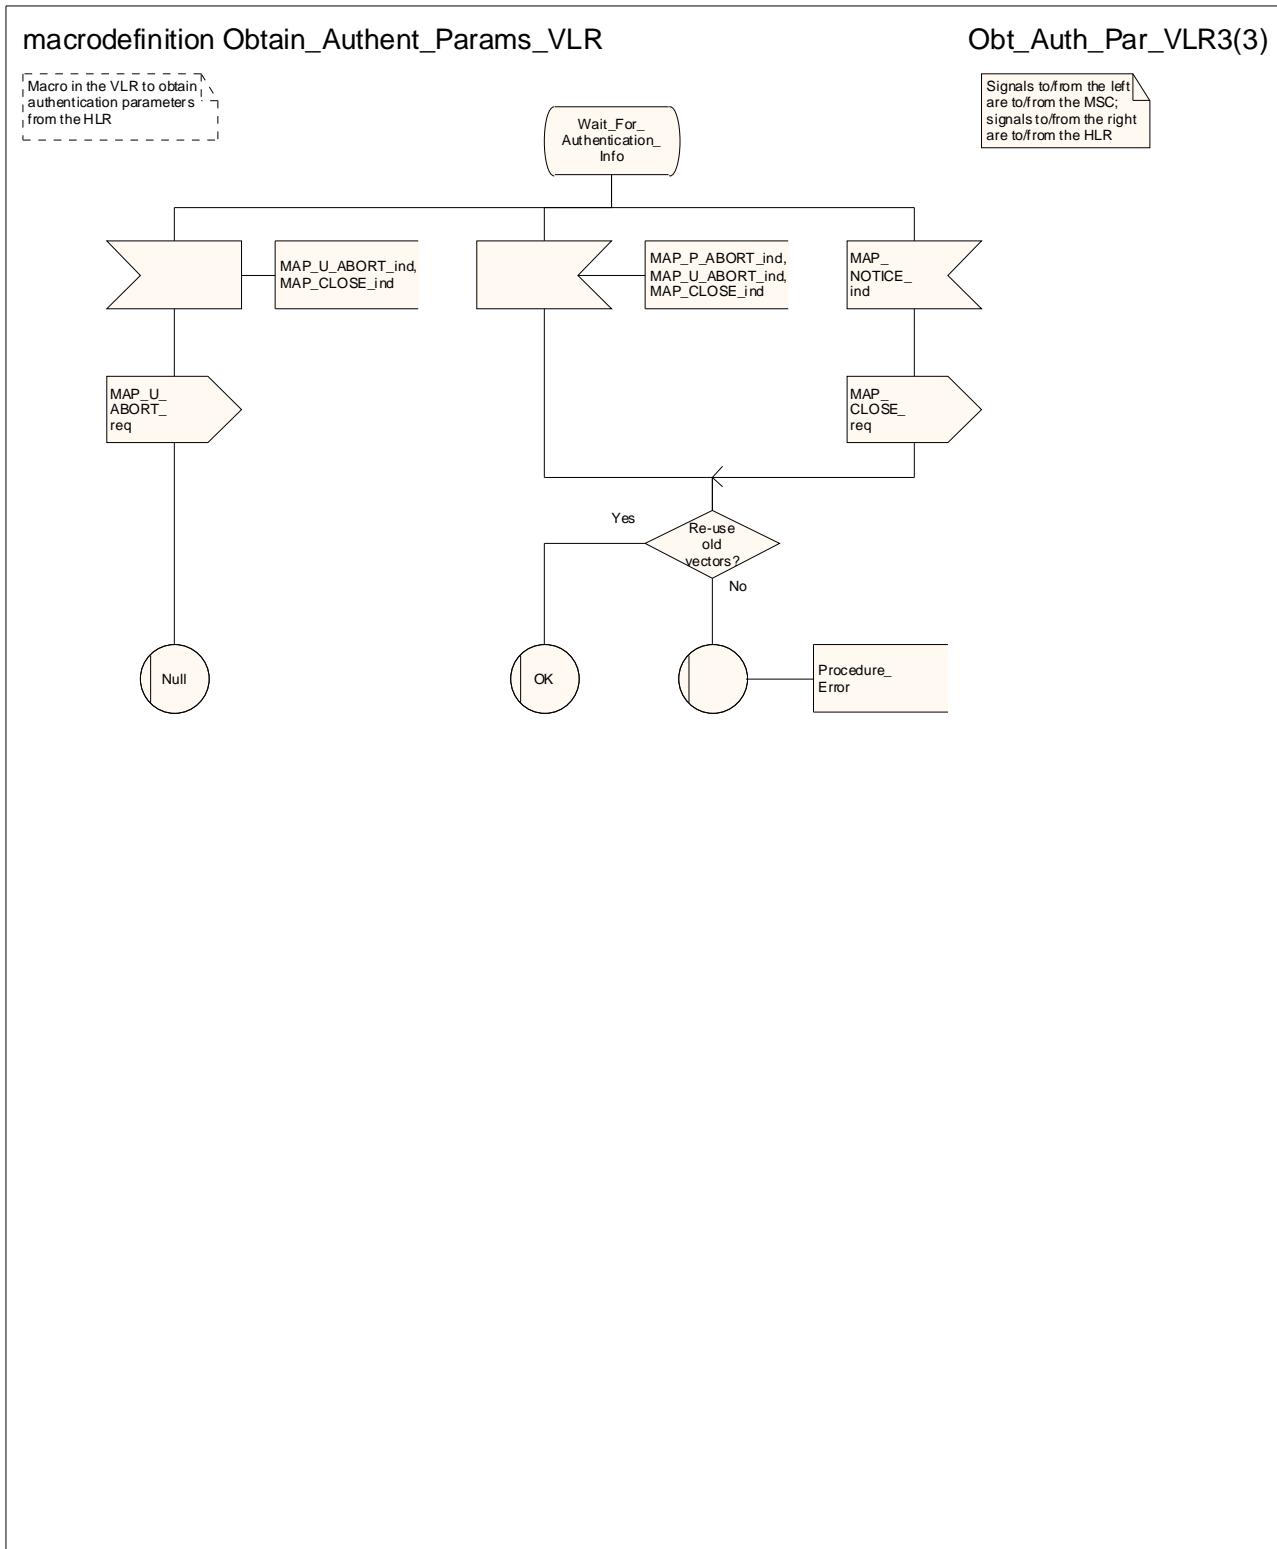 macrodefinition Obtain_Authent_Params_VLR
Obt_Auth_Par_VLR3(3)
Macro in the VLR to obtain
authentication parameters
from the HLR
Signals to/from the left
are to/from the MSC;
signals to/from the right
are to/from the HLR
Wait_For_
Authentication_
Info
MAP_U_ABORT_ind,
MAP_CLOSE_ind
MAP_P_ABORT_ind,
MAP_U_ABORT_ind,
MAP_CLOSE_ind
MAP_
NOTICE_
ind
MAP_U_
ABORT_
req
MAP_
CLOSE_
req
Yes
Re-use
old
vectors?
No
Null
OK
Procedure_
Error